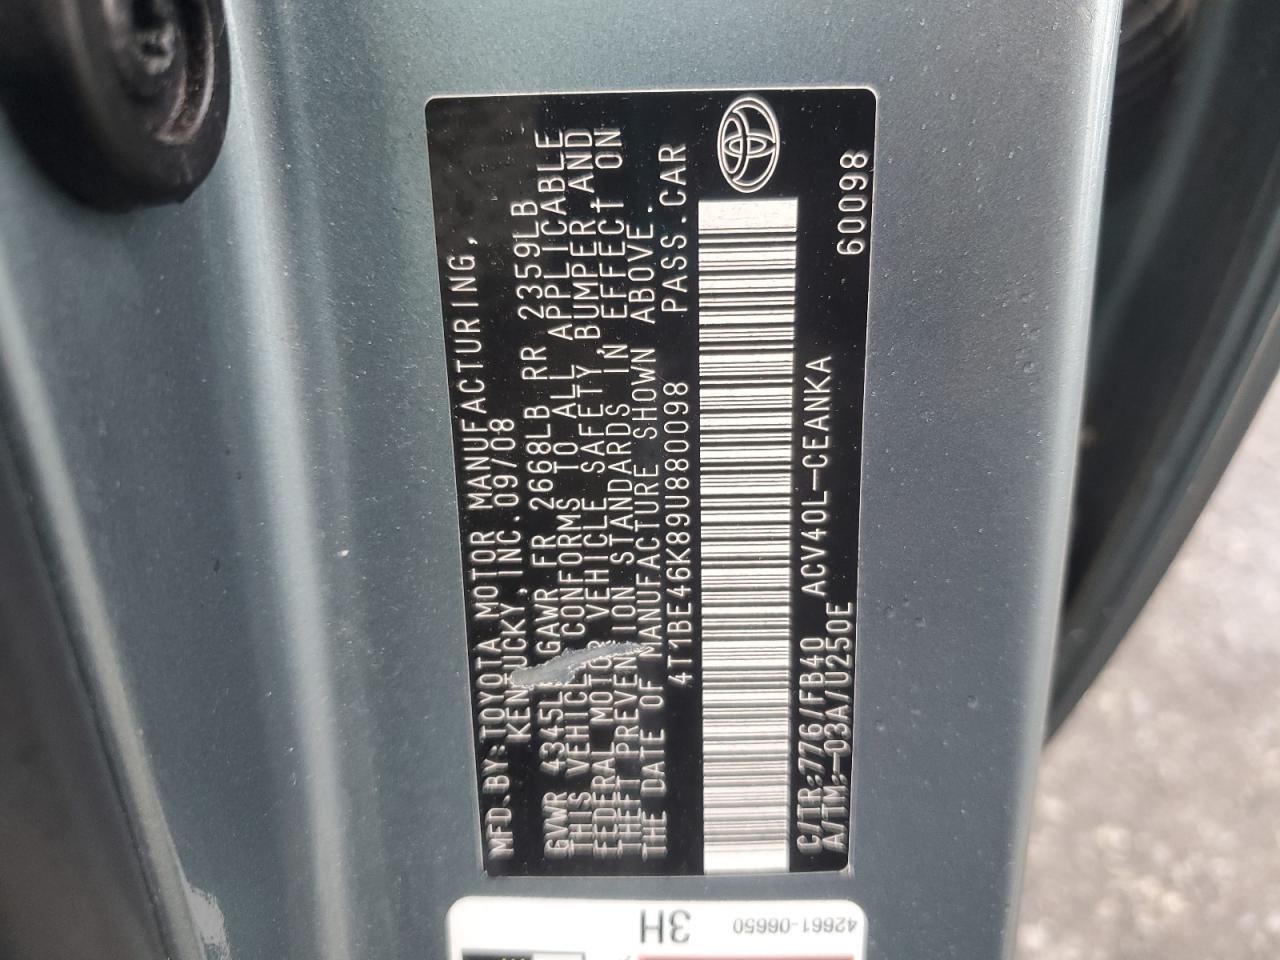 MFD.BY:TOYOTA MOTOR MANUFACTURING,
KENTUCKY, INC.09/08
GVWR 4345L GAWR FR 2668LB RR 2359LB
THIS VEHICLE CONFORMS TO ALL APPLICABLE
FEDERAL MOTOR VEHICLE SAFETY, BUMPER, AND
THEFT PREVENTION STANDARDS IN EFFECT ON
THE DATE OF MANUFACTURE SHOWN ABOVE.
4T1BE46K89U880098 PASS.CAR
C/TR:776/FB40 ACV40L-CEANKA
A/TM:-03A/U250E
60098
3H
42661-06650